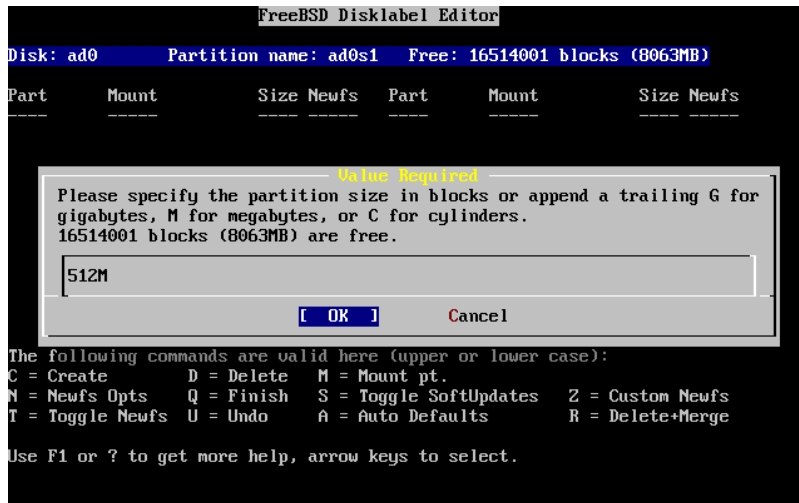 FreeBSD Disklabel Editor
Disk: ad0 Partition name: ad0s1 Free: 16514001 blocks (8063MB)
Part Mount Size Newfs Part Mount Size Newfs
---- ----- ---- ----- ---- ----- ---- -----
Value Required
Please specify the partition size in blocks or append a trailing G for
gigabytes, M for megabytes, or C for cylinders.
16514001 blocks (8063MB) are free.
512M
[ OK ] Cancel
The following commands are valid here (upper or lower case):
C = Create D = Delete M = Mount pt.
N = Newfs Opts Q = Finish S = Toggle SoftUpdates Z = Custom Newfs
T = Toggle Newfs U = Undo A = Auto Defaults R = Delete+Merge
Use F1 or ? to get more help, arrow keys to select.